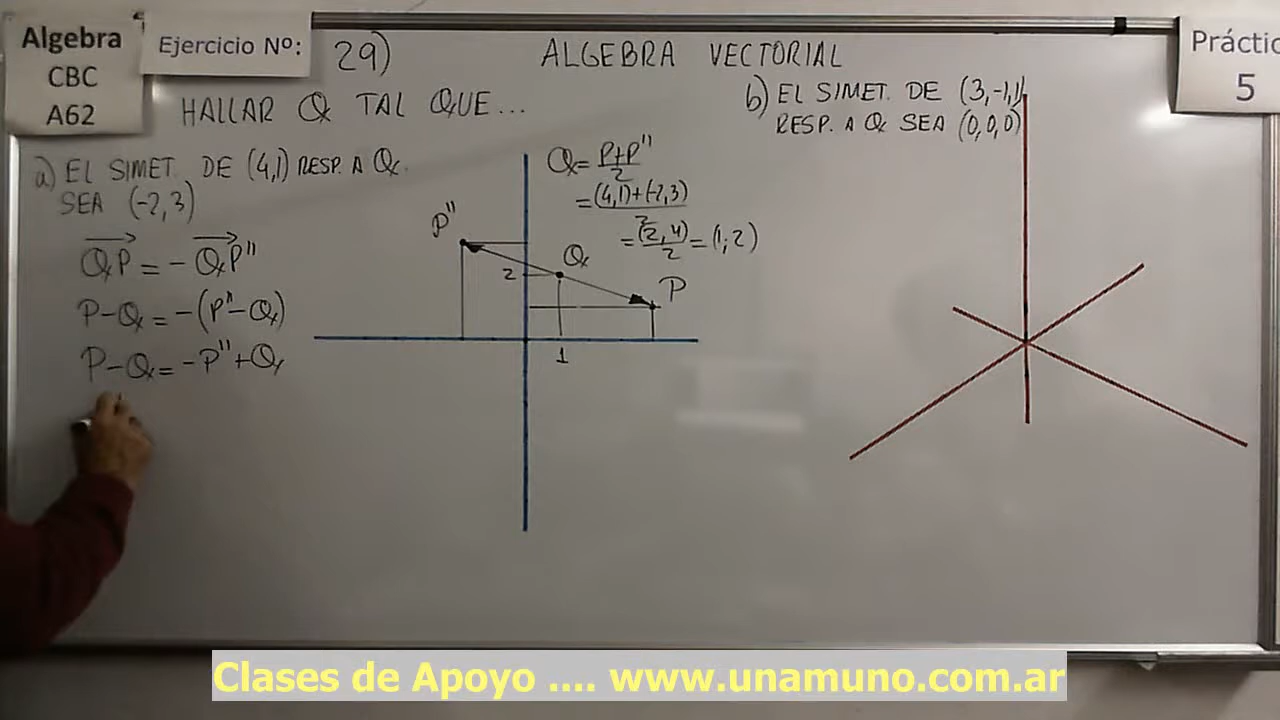 Algebra
CBC
A62
Ejercicio Nº:
29)
ALGEBRA VECTORIAL
Práctic
5
HALLAR Q TAL QUE...
a) EL SIMET. DE (4,1) RESP. A Q.
SEA (-2,3)
QP = - QP"
P-Q = -(P"-Q)
P-Q = -P"+Q
Q = P+P"
2
= (4,1)+(-2,3)
2
= (2,4) = (1,2)
2
P"
Q
P
2
1
b) EL SIMET. DE (3,-1,1)
RESP. A Q SEA (0,0,0)
Clases de Apoyo .... www.unamuno.com.ar